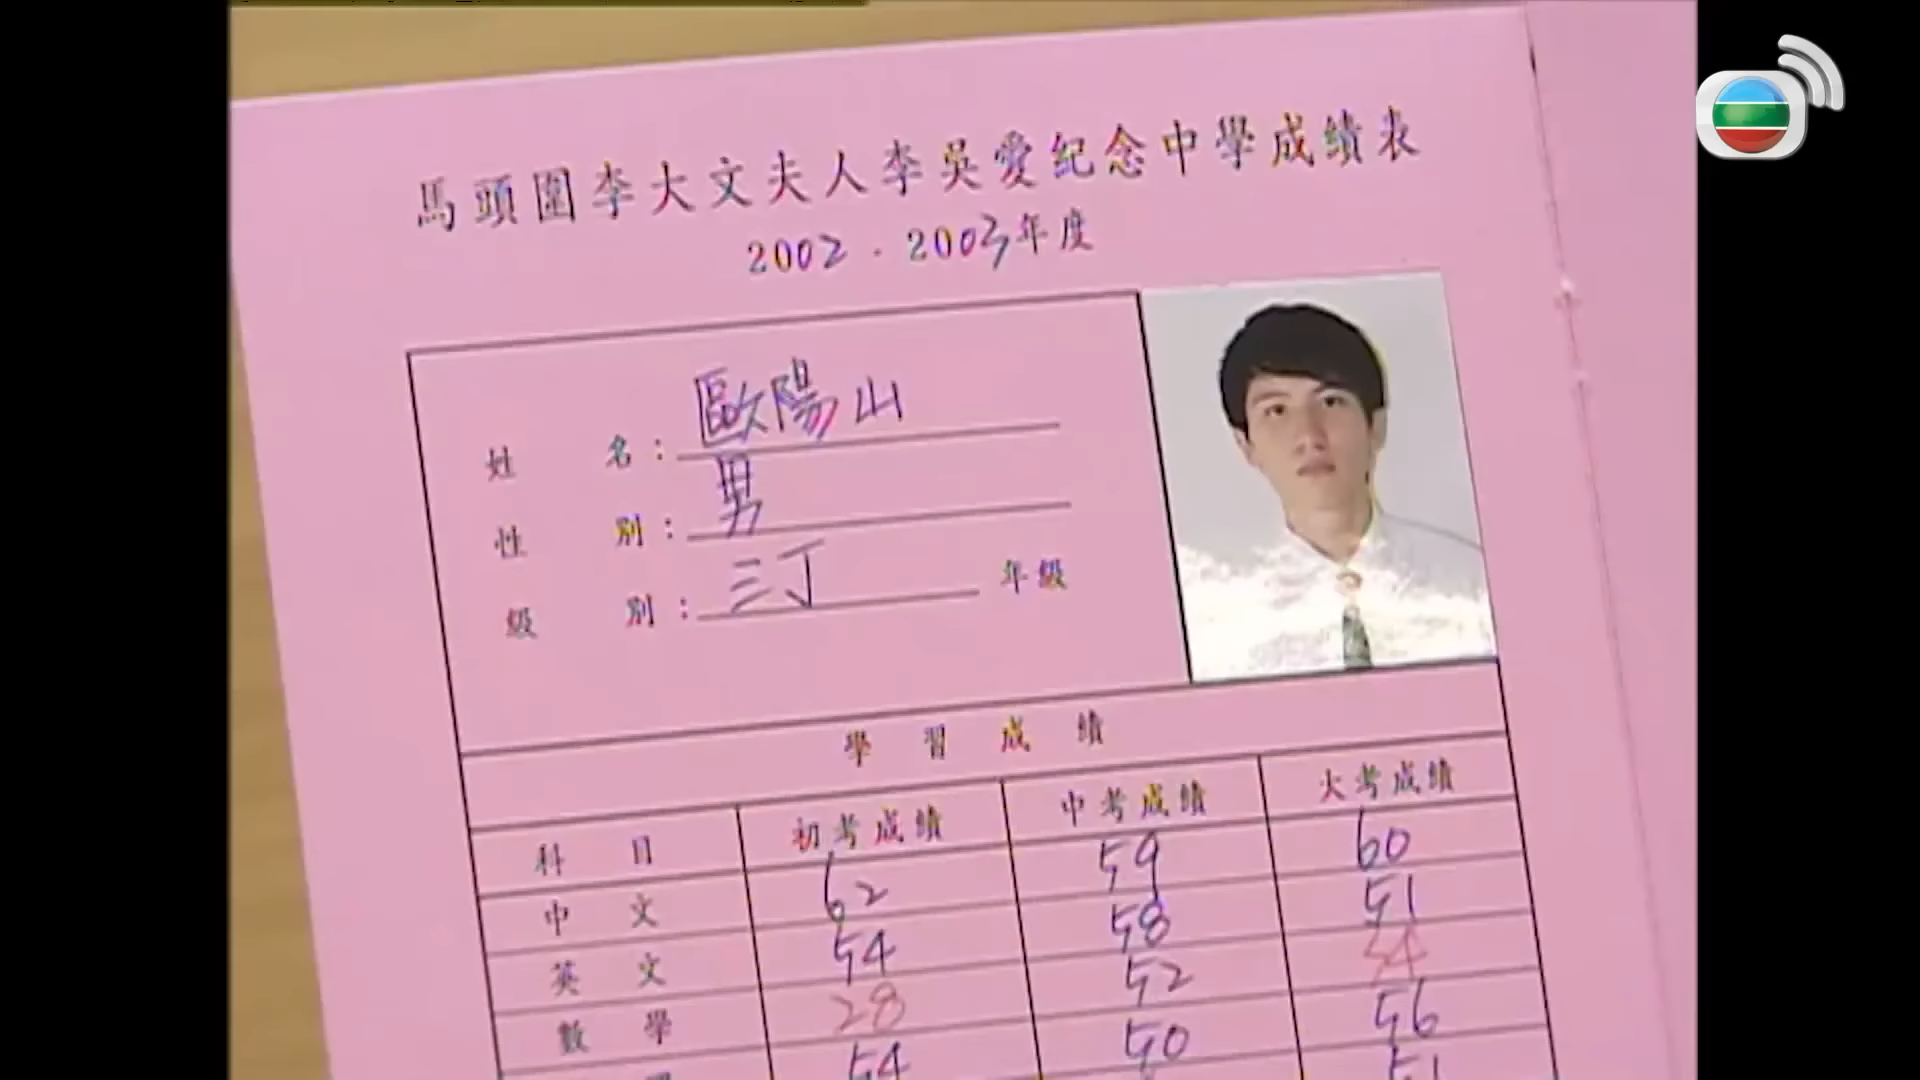 馬頭圍李大文夫人李吳愛紀念中學成績表
2002 - 2003年度
姓名：歐陽山
性別：男
級別：三丁年級
學習成績
科目 初考成績 中考成績 大考成績
中文 62 59 60
英文 54 58 51
數學 28 52
54 50 56
51